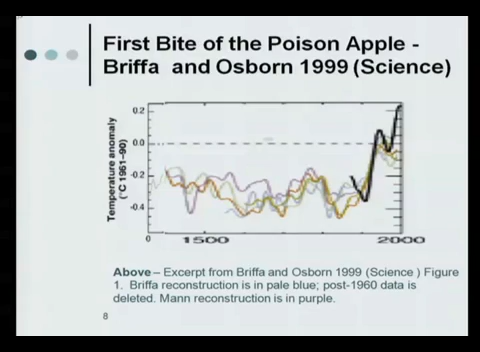 First Bite of the Poison Apple -
Briffa and Osborn 1999 (Science)
Temperature anomaly
(°C 1961–90)
0.2
0.0
-0.2
-0.4
0
1500
2000
Above – Excerpt from Briffa and Osborn 1999 (Science ) Figure
1. Briffa reconstruction is in pale blue; post-1960 data is
deleted. Mann reconstruction is in purple.
8